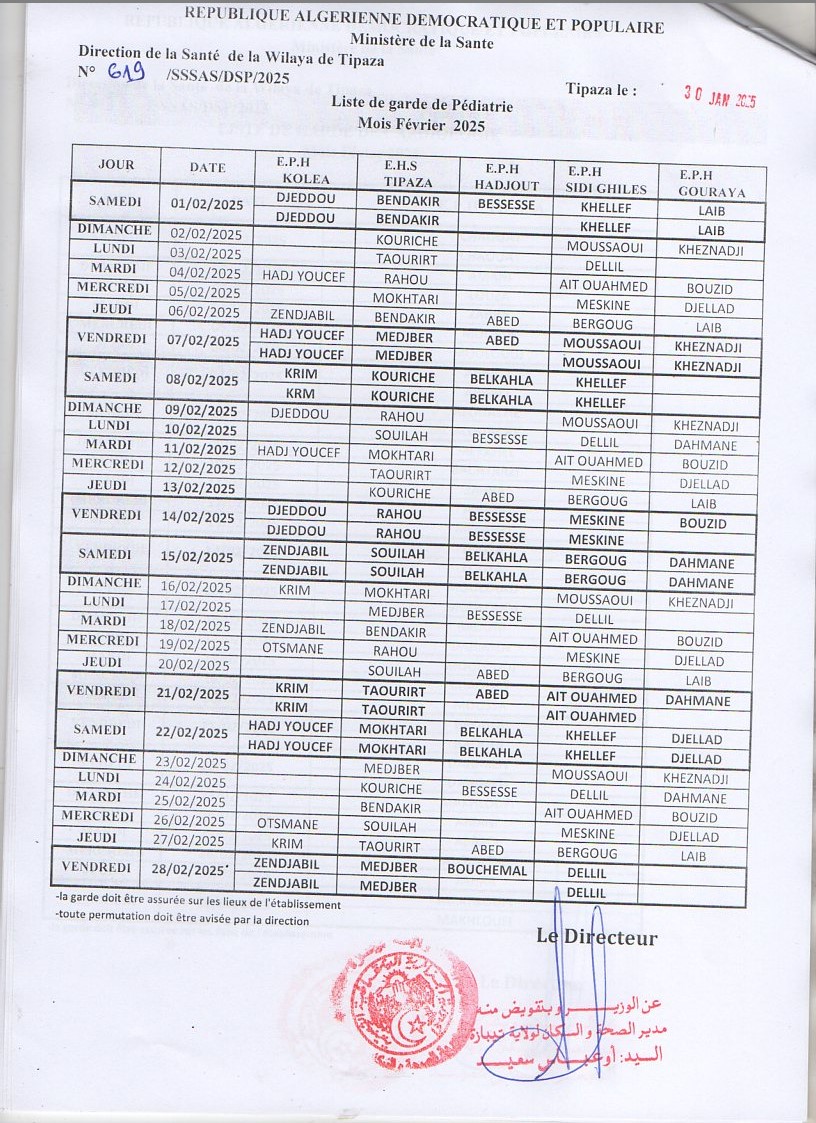 REPUBLIQUE ALGERIENNE DEMOCRATIQUE ET POPULAIRE
Ministère de la Sante
Direction de la Santé de la Wilaya de Tipaza
N° 619 /SSSAS/DSP/2025
Tipaza le : 30 JAN 2025
Liste de garde de Pédiatrie
Mois Février 2025
JOUR DATE E.P.H KOLEA E.H.S TIPAZA E.P.H HADJOUT E.P.H SIDI GHILES E.P.H GOURAYA
SAMEDI 01/02/2025 DJEDDOU BENDAKIR BESSESSE KHELLEF LAIB
DJEDDOU BENDAKIR KHELLEF LAIB
DIMANCHE 02/02/2025 KOURICHE MOUSSAOUI KHEZNADJI
LUNDI 03/02/2025 TAOURIRT DELLIL
MARDI 04/02/2025 HADJ YOUCEF RAHOU AIT OUAHMED BOUZID
MERCREDI 05/02/2025 MOKHTARI MESKINE DJELLAD
JEUDI 06/02/2025 ZENDJABIL BENDAKIR ABED BERGOUG LAIB
VENDREDI 07/02/2025 HADJ YOUCEF MEDJBER ABED MOUSSAOUI KHEZNADJI
HADJ YOUCEF MEDJBER MOUSSAOUI KHEZNADJI
SAMEDI 08/02/2025 KRIM KOURICHE BELKAHLA KHELLEF
KRM KOURICHE BELKAHLA KHELLEF
DIMANCHE 09/02/2025 DJEDDOU RAHOU MOUSSAOUI KHEZNADJI
LUNDI 10/02/2025 SOUILAH BESSESSE DELLIL DAHMANE
MARDI 11/02/2025 HADJ YOUCEF MOKHTARI AIT OUAHMED BOUZID
MERCREDI 12/02/2025 TAOURIRT MESKINE DJELLAD
JEUDI 13/02/2025 KOURICHE ABED BERGOUG LAIB
VENDREDI 14/02/2025 DJEDDOU RAHOU BESSESSE MESKINE BOUZID
DJEDDOU RAHOU BESSESSE MESKINE
SAMEDI 15/02/2025 ZENDJABIL SOUILAH BELKAHLA BERGOUG DAHMANE
ZENDJABIL SOUILAH BELKAHLA BERGOUG DAHMANE
DIMANCHE 16/02/2025 KRIM MOKHTARI MOUSSAOUI KHEZNADJI
LUNDI 17/02/2025 MEDJBER BESSESSE DELLIL
MARDI 18/02/2025 ZENDJABIL BENDAKIR AIT OUAHMED BOUZID
MERCREDI 19/02/2025 OTSMANE RAHOU MESKINE DJELLAD
JEUDI 20/02/2025 SOUILAH ABED BERGOUG LAIB
VENDREDI 21/02/2025 KRIM TAOURIRT ABED AIT OUAHMED DAHMANE
KRIM TAOURIRT AIT OUAHMED
SAMEDI 22/02/2025 HADJ YOUCEF MOKHTARI BELKAHLA KHELLEF DJELLAD
HADJ YOUCEF MOKHTARI BELKAHLA KHELLEF DJELLAD
DIMANCHE 23/02/2025 MEDJBER MOUSSAOUI KHEZNADJI
LUNDI 24/02/2025 KOURICHE BESSESSE DELLIL DAHMANE
MARDI 25/02/2025 BENDAKIR AIT OUAHMED BOUZID
MERCREDI 26/02/2025 OTSMANE SOUILAH MESKINE DJELLAD
JEUDI 27/02/2025 KRIM TAOURIRT ABED BERGOUG LAIB
VENDREDI 28/02/2025 ZENDJABIL MEDJBER BOUCHEMAL DELLIL
ZENDJABIL MEDJBER DELLIL
-la garde doit être assurée sur les lieux de l'établissement
-toute permutation doit être avisée par la direction
Le Directeur
عن الوزير و بتفويض منه
مدير الصحة و السكان لولاية تيبازة
السيد: